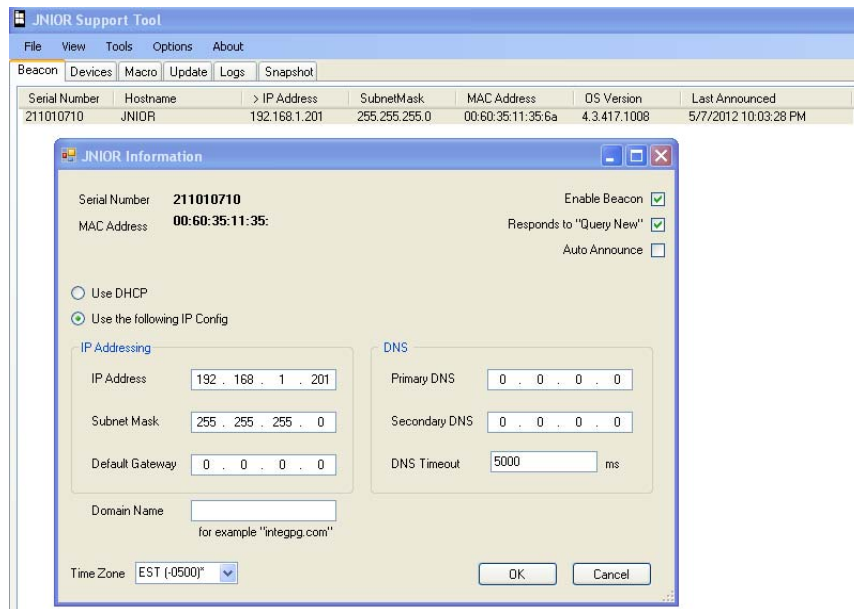 JNIOR Support Tool
File View Tools Options About
Beacon Devices Macro Update Logs Snapshot
Serial Number Hostname > IP Address SubnetMask MAC Address OS Version Last Announced
211010710 JNIOR 192.168.1.201 255.255.255.0 00:60:35:11:35:6a 4.3.417.1008 5/7/2012 10:03:28 PM
JNIOR Information
Serial Number 211010710 Enable Beacon
MAC Address 00:60:35:11:35: Responds to "Query New"
Auto Announce
Use DHCP
Use the following IP Config
IP Addressing DNS
IP Address 192 . 168 . 1 . 201 Primary DNS 0 . 0 . 0 . 0
Subnet Mask 255 . 255 . 255 . 0 Secondary DNS 0 . 0 . 0 . 0
Default Gateway 0 . 0 . 0 . 0 DNS Timeout 5000 ms
Domain Name
for example "integpg.com"
Time Zone EST (-0500)* OK Cancel